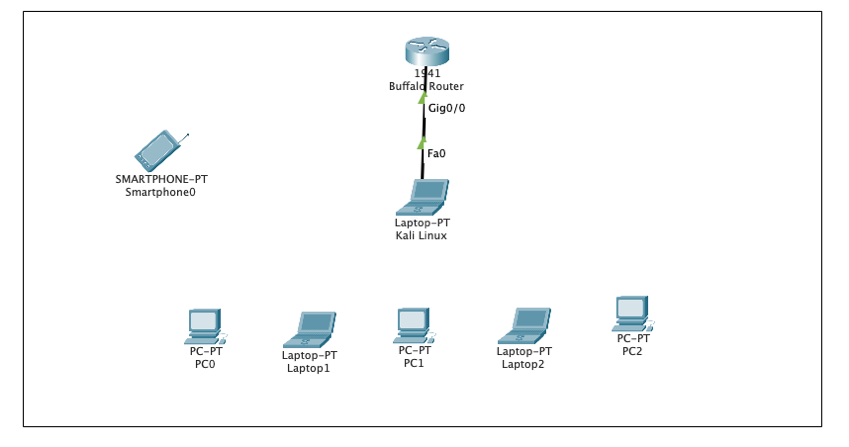 1941
Buffalo Router
Gig0/0
Fa0
SMARTPHONE-PT
Smartphone0
Laptop-PT
Kali Linux
PC-PT
PC0
Laptop-PT
Laptop1
PC-PT
PC1
Laptop-PT
Laptop2
PC-PT
PC2